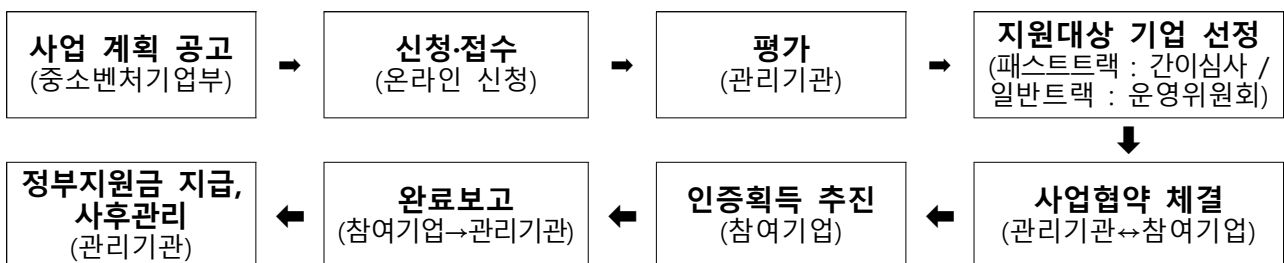 사업 계획 공고
(중소벤처기업부)
➡
신청·접수
(온라인 신청)
➡
평가
(관리기관)
➡
지원대상 기업 선정
(패스트트랙 : 간이심사 /
일반트랙 : 운영위원회)
⬇
사업협약 체결
(관리기관↔참여기업)
⬅
인증획득 추진
(참여기업)
⬅
완료보고
(참여기업→관리기관)
⬅
정부지원금 지급,
사후관리
(관리기관)